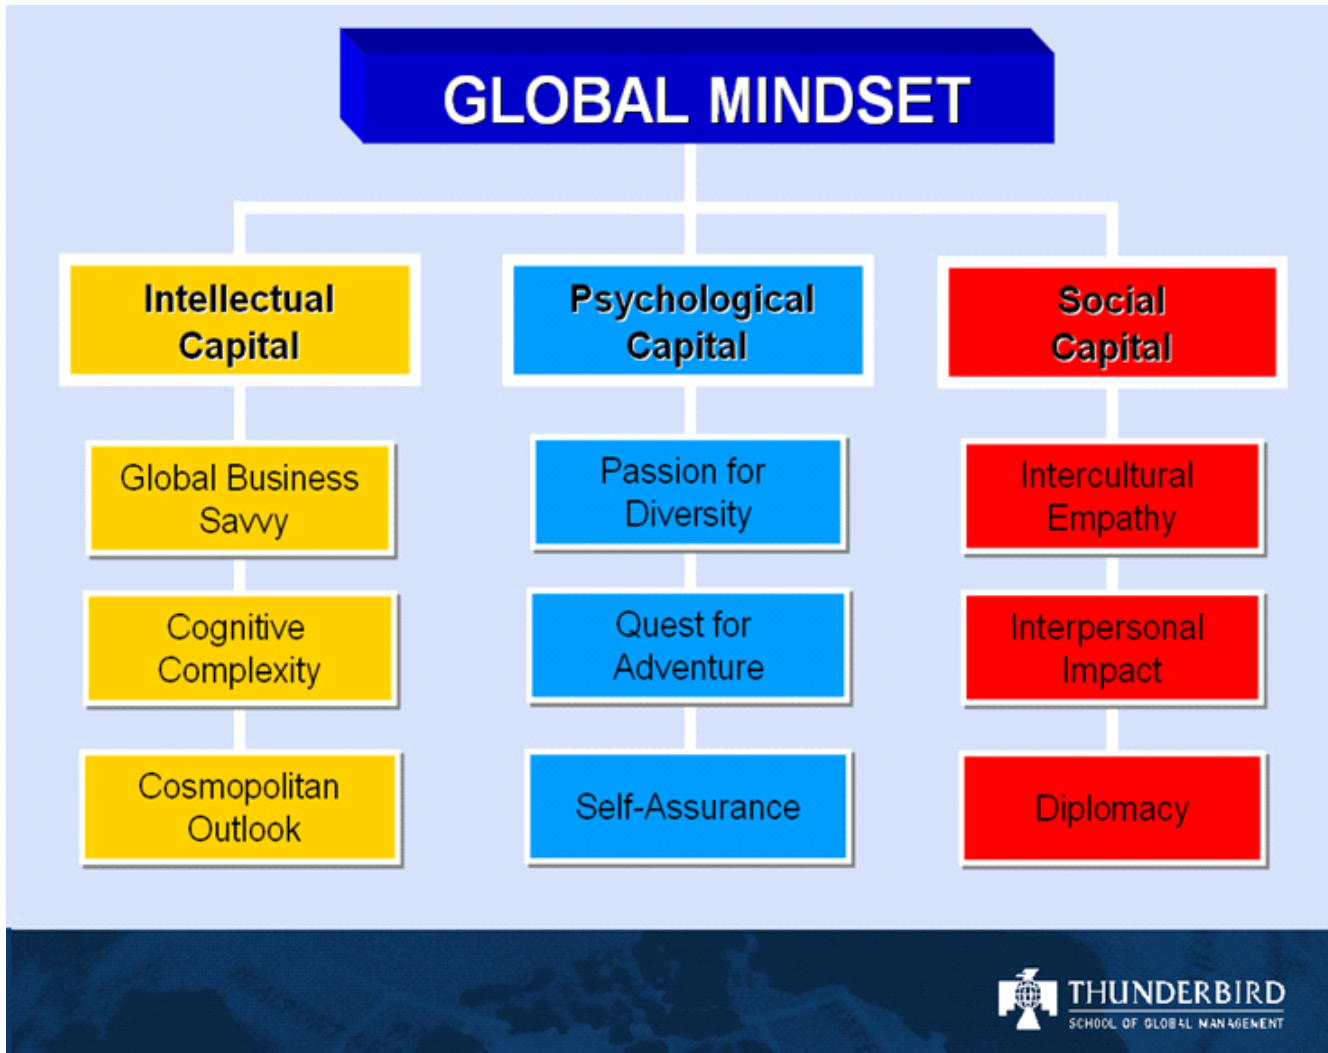 GLOBAL MINDSET
Intellectual
Capital
Global Business
Savvy
Cognitive
Complexity
Cosmopolitan
Outlook
Psychological
Capital
Passion for
Diversity
Quest for
Adventure
Self-Assurance
Social
Capital
Intercultural
Empathy
Interpersonal
Impact
Diplomacy
THUNDERBIRD
SCHOOL OF GLOBAL MANAGEMENT